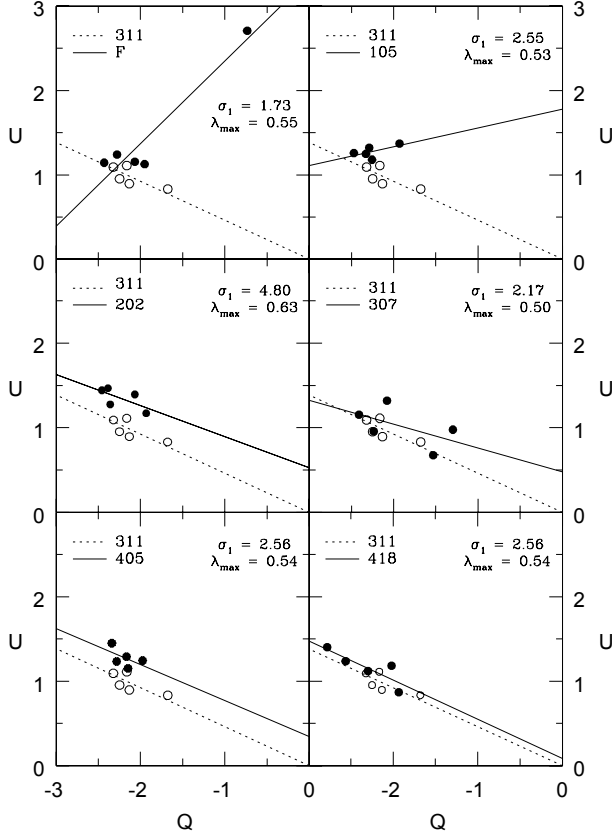 3
311
F
2
U
σ1 = 1.73
λmax = 0.55
1
0
3
311
105
σ1 = 2.55
λmax = 0.53
2
U
1
0
311
202
σ1 = 4.80
λmax = 0.63
2
U
1
0
311
307
σ1 = 2.17
λmax = 0.50
2
U
1
0
311
405
σ1 = 2.56
λmax = 0.54
2
U
1
0
311
418
σ1 = 2.56
λmax = 0.54
2
U
1
0
-3 -2 -1 0 -2 -1 0
Q Q